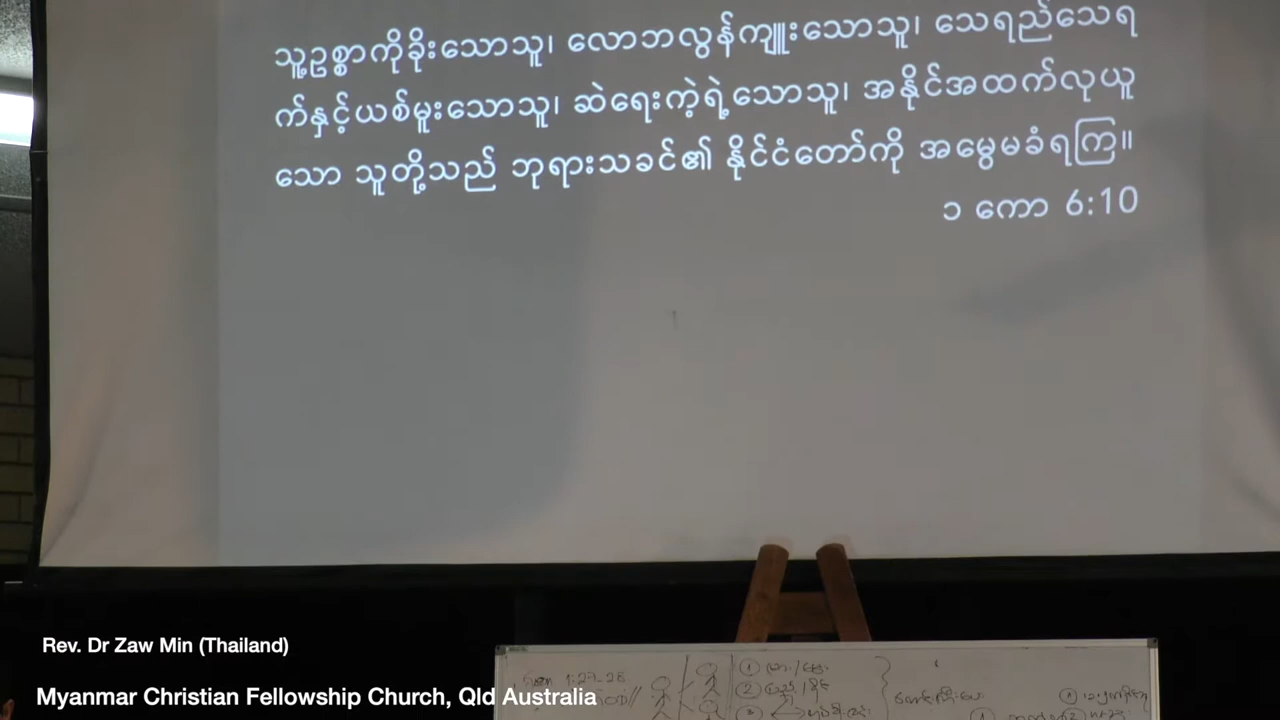 သူ့ဥစ္စာကိုခိုးသောသူ၊ လောဘလွန်ကျူးသောသူ၊ သေရည်သေရ
က်နှင့်ယစ်မူးသောသူ၊ ဆဲရေးကဲ့ရဲ့သောသူ၊ အနိုင်အထက်လုယူ
သော သူတို့သည် ဘုရားသခင်၏ နိုင်ငံတော်ကို အမွေမခံရကြ။
၁ ကော 6:10
Rev. Dr Zaw Min (Thailand)
Myanmar Christian Fellowship Church, Qld Australia
1:27-28